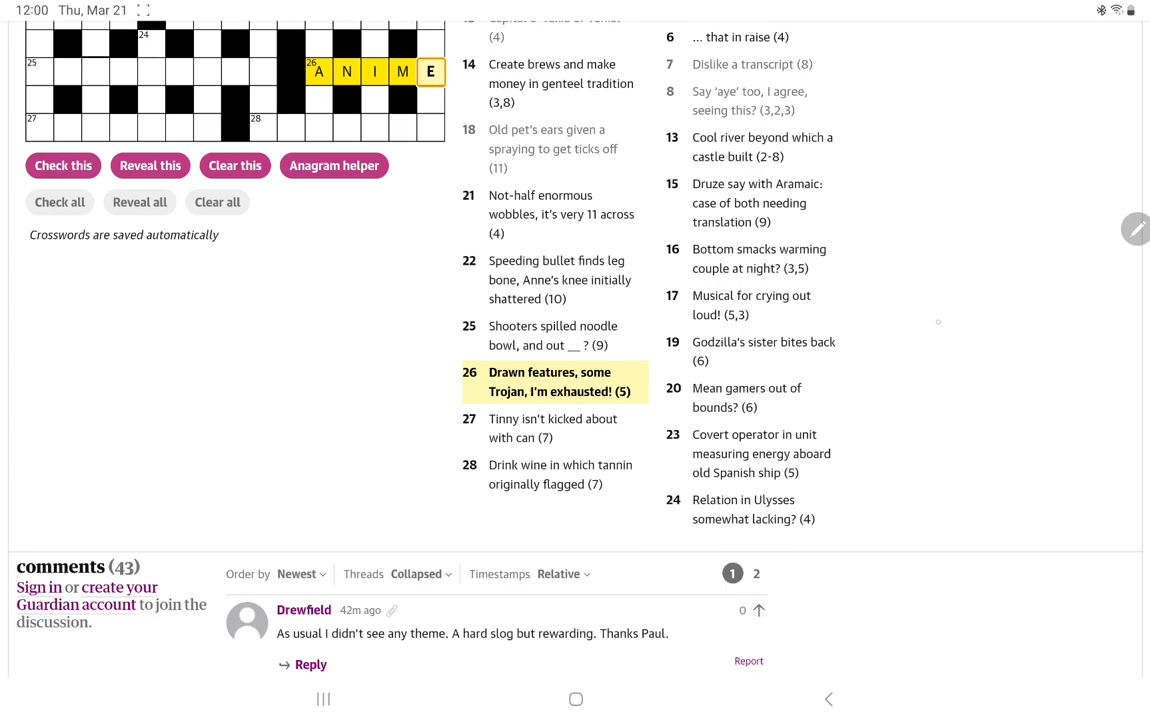 12:00 Thu, Mar 21
24
25
26 A N I M E
27
28
Check this Reveal this Clear this Anagram helper
Check all Reveal all Clear all
Crosswords are saved automatically
(4)
14 Create brews and make
money in genteel tradition
(3,8)
18 Old pet's ears given a
spraying to get ticks off
(11)
21 Not-half enormous
wobbles, it's very 11 across
(4)
22 Speeding bullet finds leg
bone, Anne's knee initially
shattered (10)
25 Shooters spilled noodle
bowl, and out __ ? (9)
26 Drawn features, some
Trojan, I'm exhausted! (5)
27 Tinny isn't kicked about
with can (7)
28 Drink wine in which tannin
originally flagged (7)
6 ... that in raise (4)
7 Dislike a transcript (8)
8 Say 'aye' too, I agree,
seeing this? (3,2,3)
13 Cool river beyond which a
castle built (2-8)
15 Druze say with Aramaic:
case of both needing
translation (9)
16 Bottom smacks warming
couple at night? (3,5)
17 Musical for crying out
loud! (5,3)
19 Godzilla's sister bites back
(6)
20 Mean gamers out of
bounds? (6)
23 Covert operator in unit
measuring energy aboard
old Spanish ship (5)
24 Relation in Ulysses
somewhat lacking? (4)
comments (43)
Sign in or create your
Guardian account to join the
discussion.
Order by Newest Threads Collapsed Timestamps Relative 1 2
Drewfield 42m ago 0
As usual I didn't see any theme. A hard slog but rewarding. Thanks Paul.
Reply Report